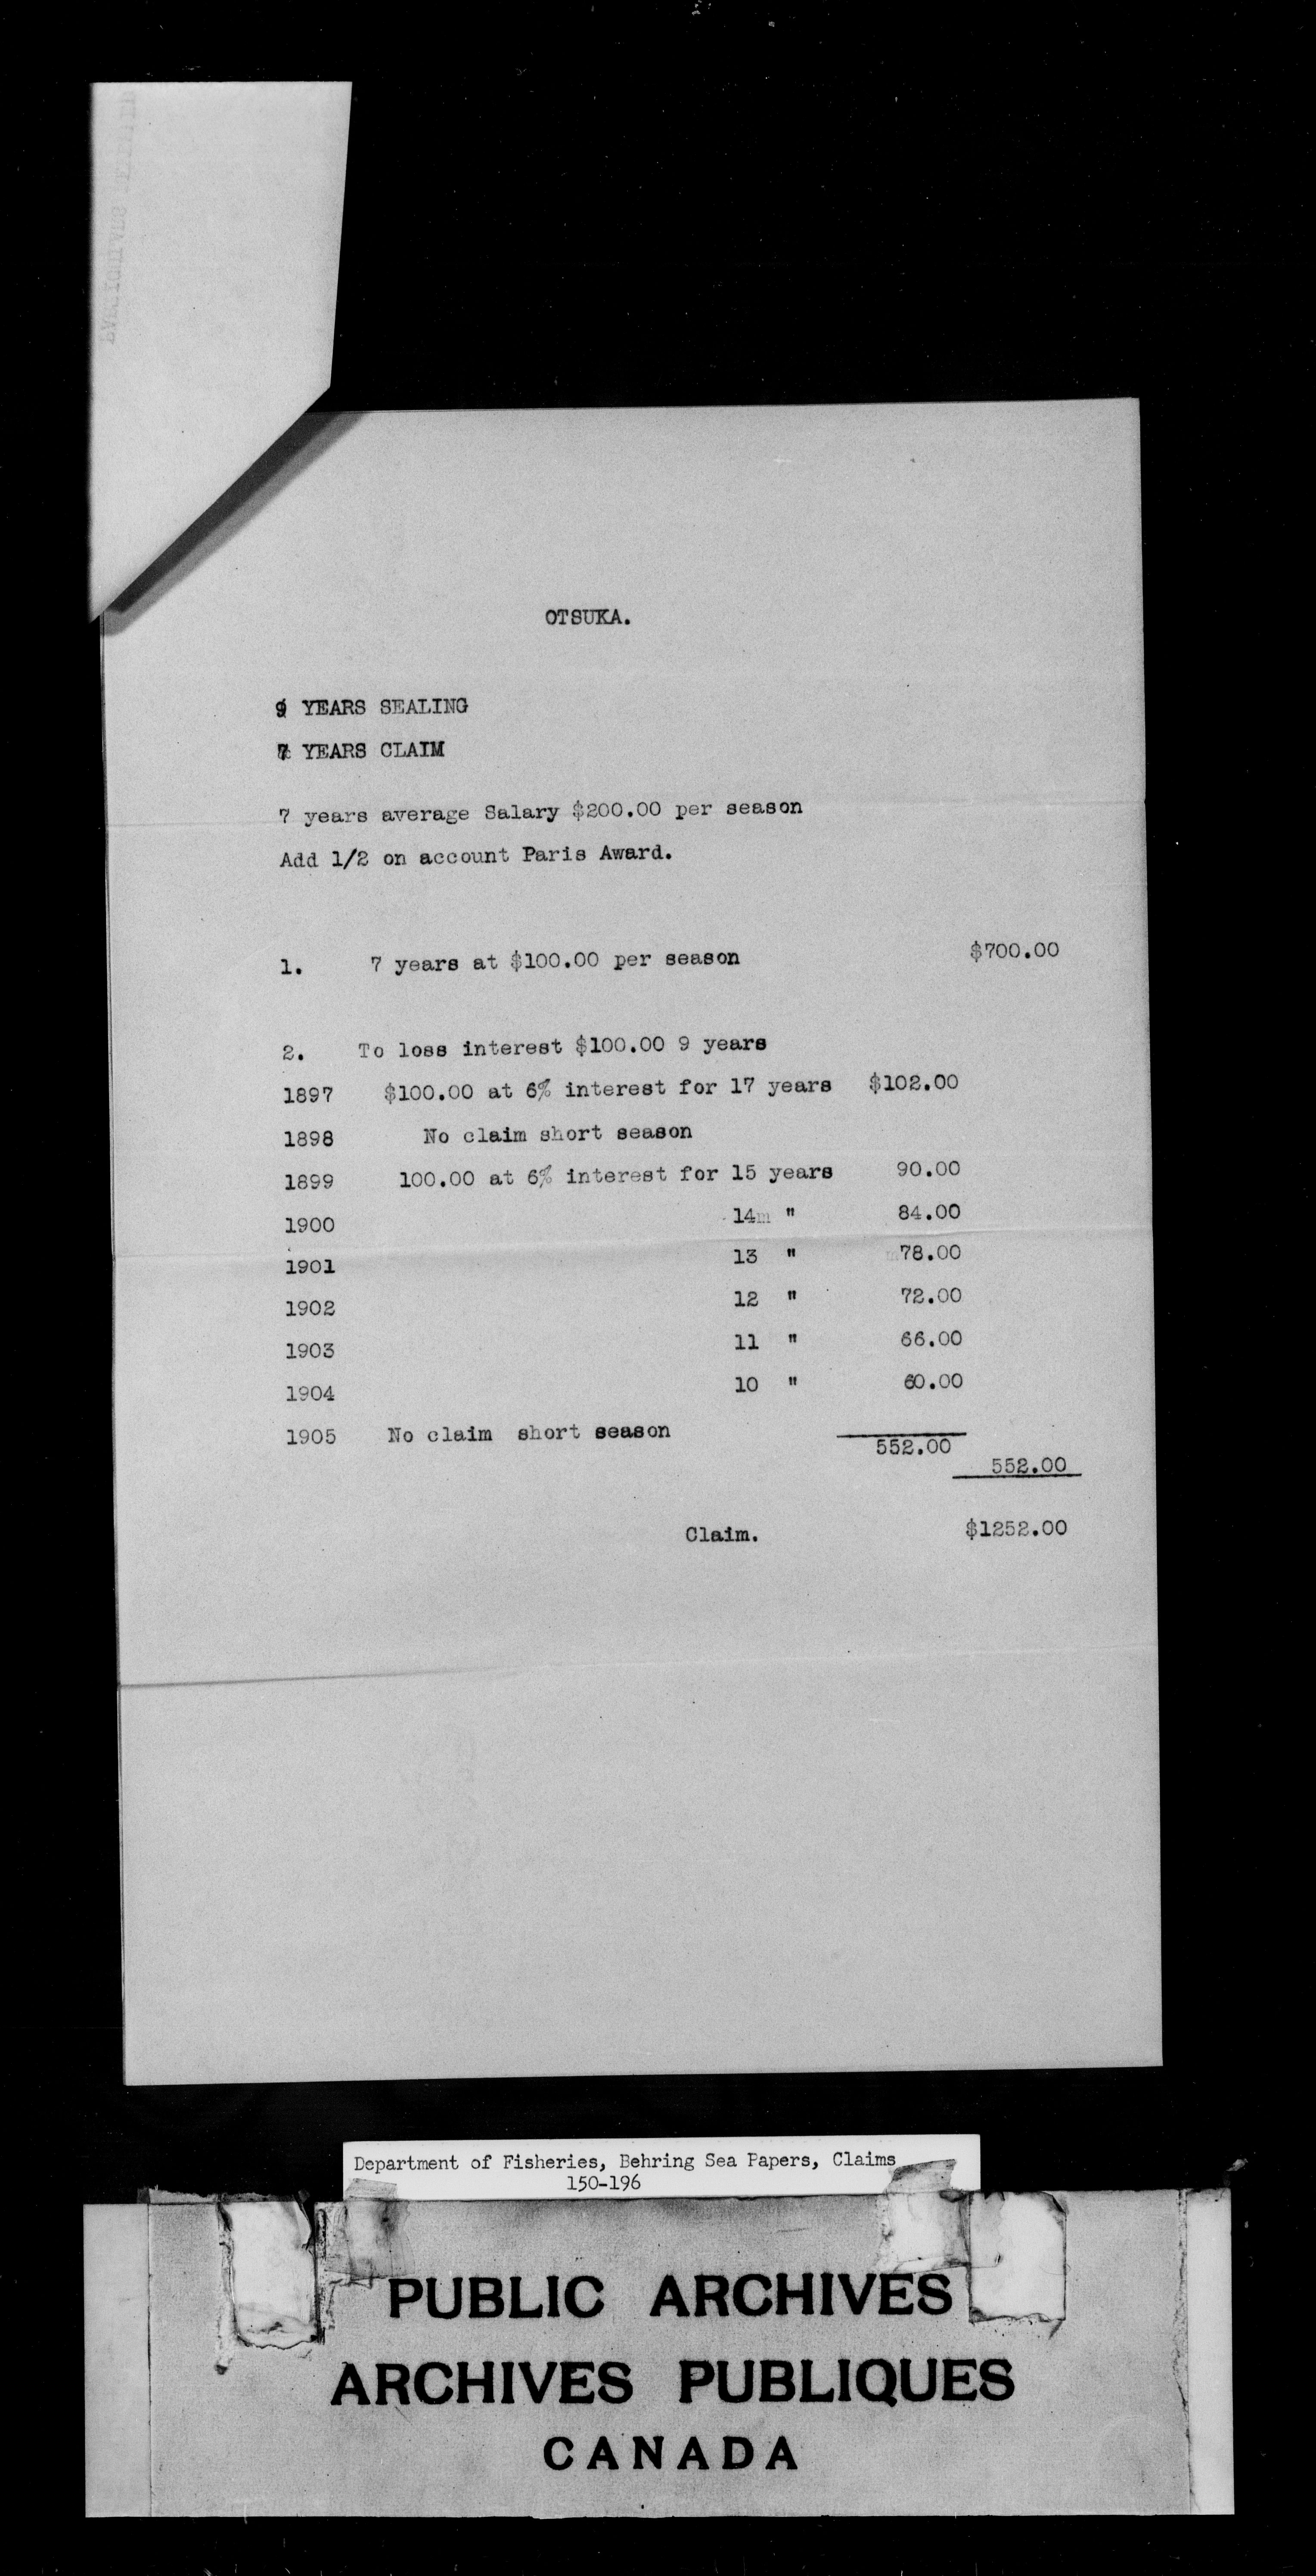 OTSUKA.
9 YEARS SEALING
7 YEARS CLAIM
7 years average Salary $200.00 per season
Add 1/2 on account Paris Award.
1. 7 years at $100.00 per season $700.00
2. To loss interest $100.00 9 years
1897 $100.00 at 6% interest for 17 years $102.00
1898 No claim short season
1899 100.00 at 6% interest for 15 years 90.00
1900 14m " 84.00
1901 13 " 78.00
1902 12 " 72.00
1903 11 " 66.00
1904 10 " 60.00
1905 No claim short season
552.00
552.00
Claim. $1252.00
Department of Fisheries, Behring Sea Papers, Claims
150-196
PUBLIC ARCHIVES
ARCHIVES PUBLIQUES
CANADA